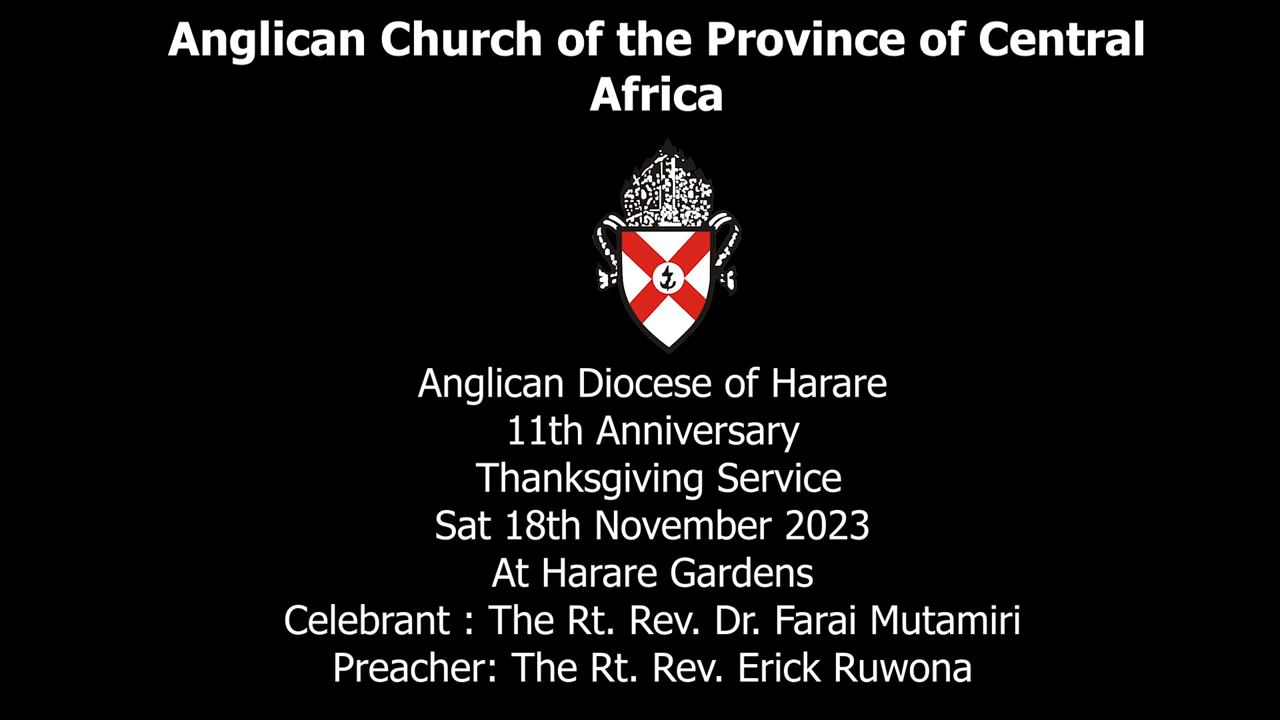 Anglican Church of the Province of Central
Africa
Anglican Diocese of Harare
11th Anniversary
Thanksgiving Service
Sat 18th November 2023
At Harare Gardens
Celebrant : The Rt. Rev. Dr. Farai Mutamiri
Preacher: The Rt. Rev. Erick Ruwona